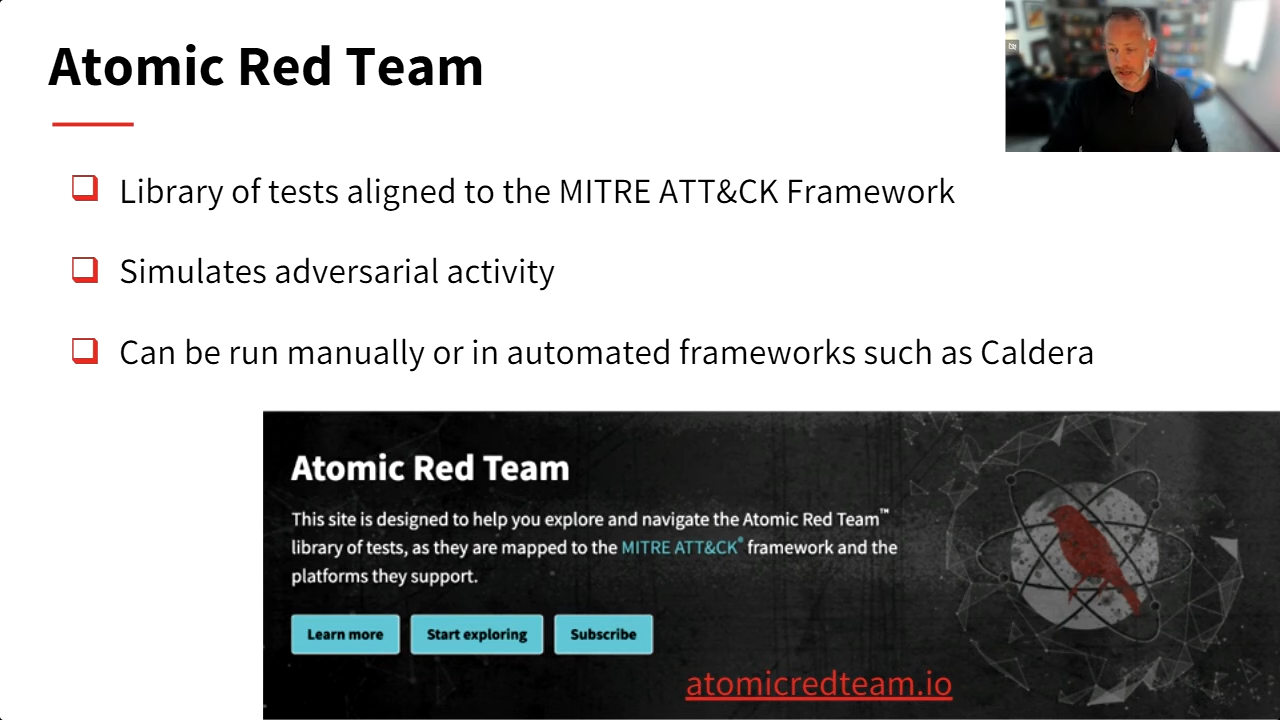 Atomic Red Team
Library of tests aligned to the MITRE ATT&CK Framework
Simulates adversarial activity
Can be run manually or in automated frameworks such as Caldera
Atomic Red Team
This site is designed to help you explore and navigate the Atomic Red Team™
library of tests, as they are mapped to the MITRE ATT&CK® framework and the
platforms they support.
Learn more Start exploring Subscribe
atomicredteam.io